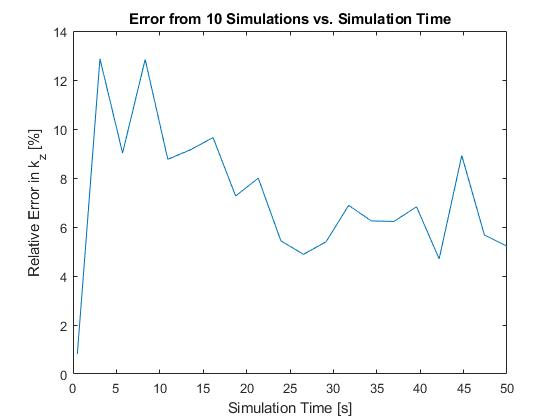 Error from 10 Simulations vs. Simulation Time
14
12
10
8
6
4
2
0
Relative Error in k_z [%]
0 5 10 15 20 25 30 35 40 45 50
Simulation Time [s]